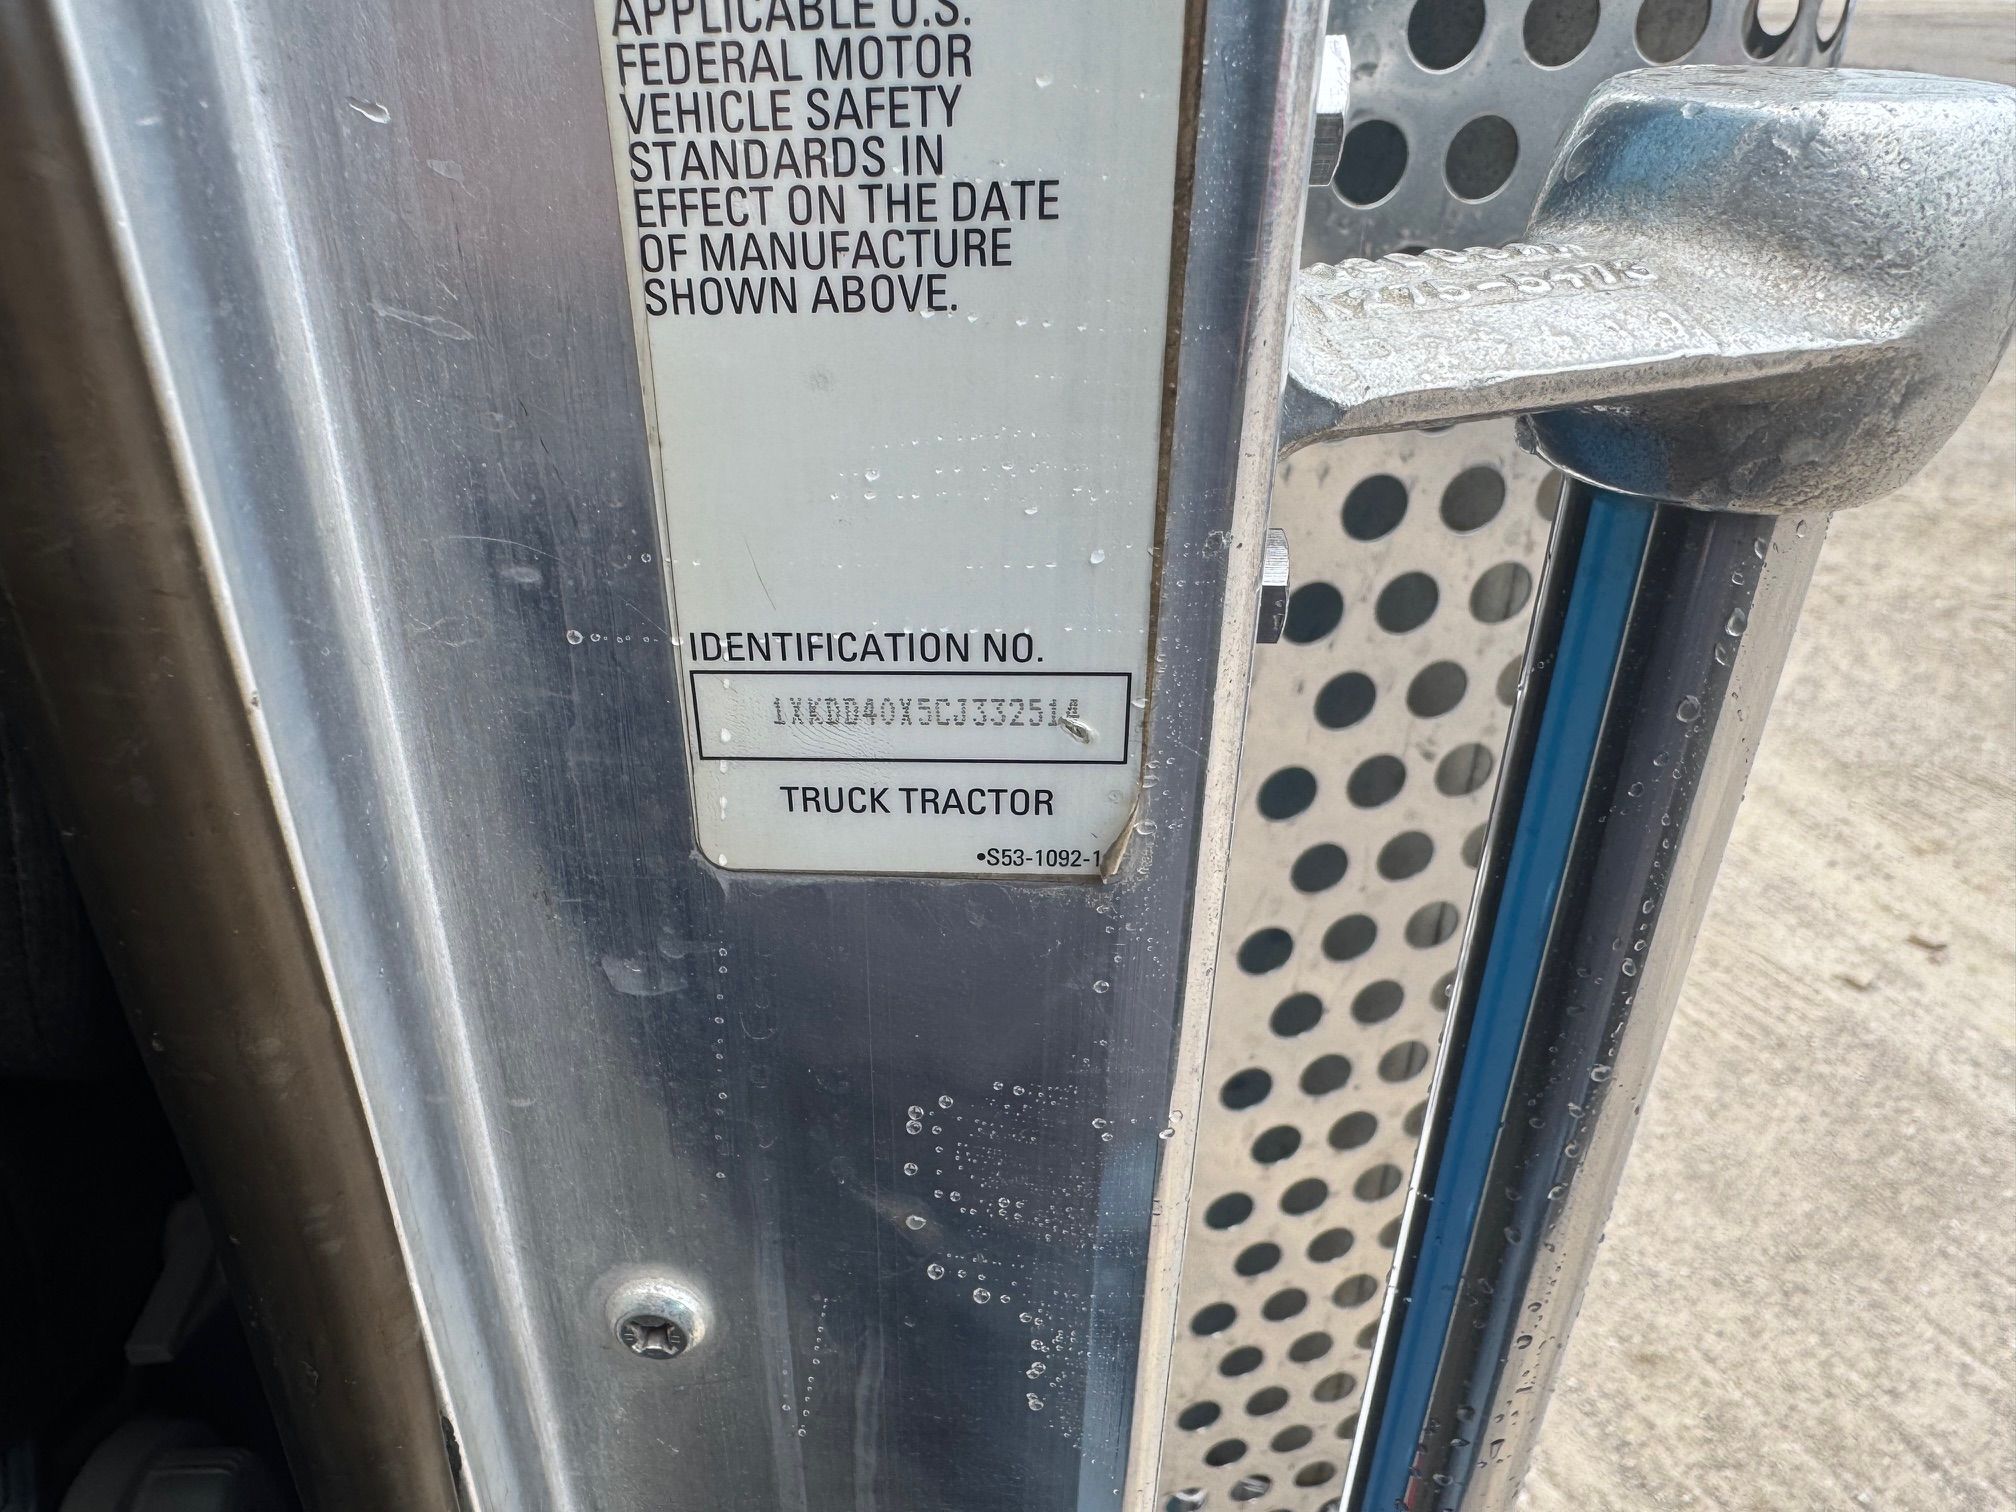 APPLICABLE U.S.
FEDERAL MOTOR
VEHICLE SAFETY
STANDARDS IN
EFFECT ON THE DATE
OF MANUFACTURE
SHOWN ABOVE.
IDENTIFICATION NO.
1XKDD40X5CJ332514
TRUCK TRACTOR
•S53-1092-1